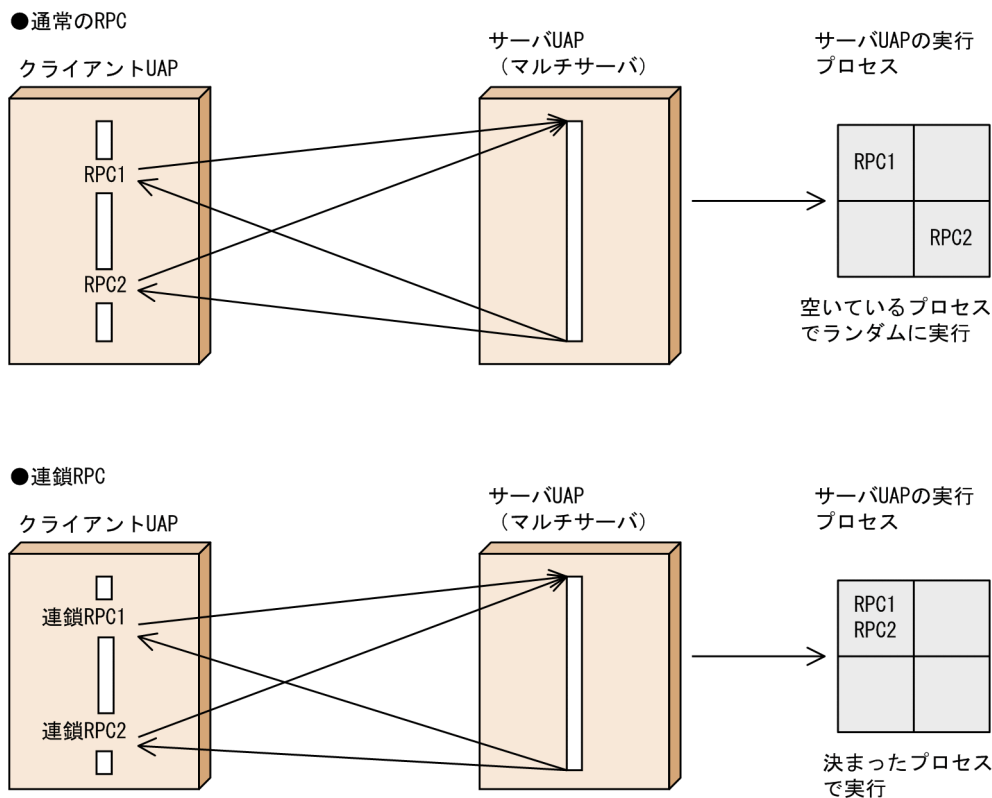 ●通常のRPC
クライアントUAP
サーバUAP
（マルチサーバ）
サーバUAPの実行
プロセス
RPC1
RPC2
RPC1
RPC2
空いているプロセス
でランダムに実行
●連鎖RPC
クライアントUAP
サーバUAP
（マルチサーバ）
サーバUAPの実行
プロセス
連鎖RPC1
連鎖RPC2
RPC1
RPC2
決まったプロセス
で実行